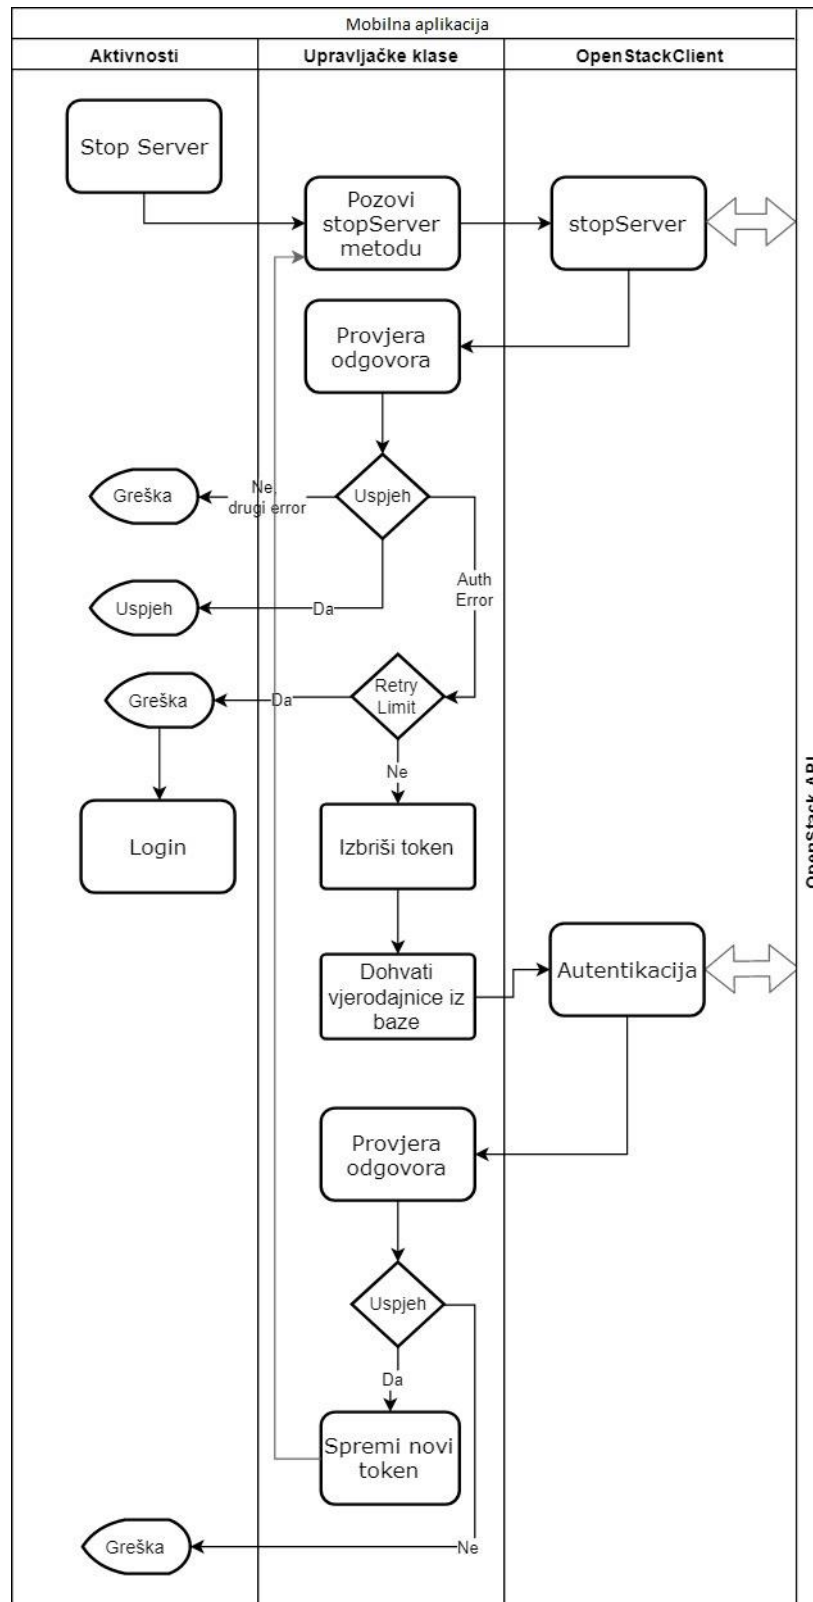 Mobilna aplikacija
Aktivnosti
Upravljačke klase
OpenStackClient
Stop Server
Pozovi
stopServer
metodu
stopServer
Provjera
odgovora
Uspjeh
Ne,
drugi error
Greška
Auth
Error
Da
Uspjeh
Retry
Limit
Da
Greška
Ne
Login
Izbriši token
OpenStack API
Dohvati
vjerodajnice iz
baze
Autentikacija
Provjera
odgovora
Uspjeh
Da
Spremi novi
token
Ne
Greška